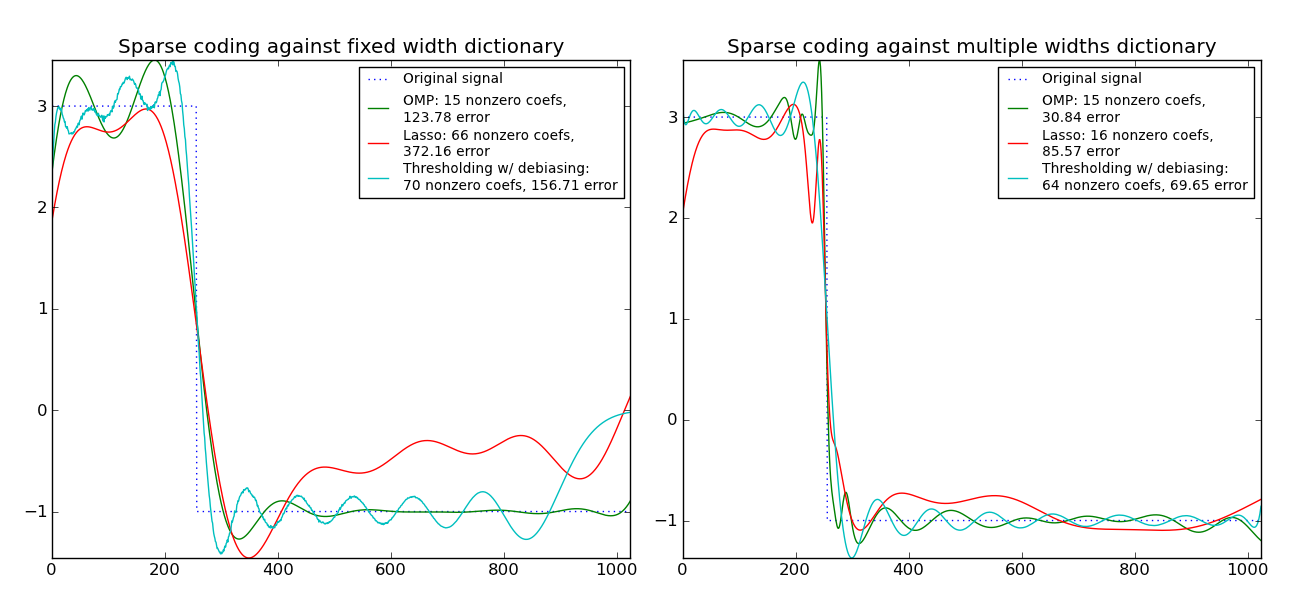 Sparse coding against fixed width dictionary
Original signal
OMP: 15 nonzero coefs,
123.78 error
Lasso: 66 nonzero coefs,
372.16 error
Thresholding w/ debiasing:
70 nonzero coefs, 156.71 error
3
2
1
0
−1
0
200
400
600
800
1000
Sparse coding against multiple widths dictionary
Original signal
OMP: 15 nonzero coefs,
30.84 error
Lasso: 16 nonzero coefs,
85.57 error
Thresholding w/ debiasing:
64 nonzero coefs, 69.65 error
3
2
1
0
−1
0
200
400
600
800
1000